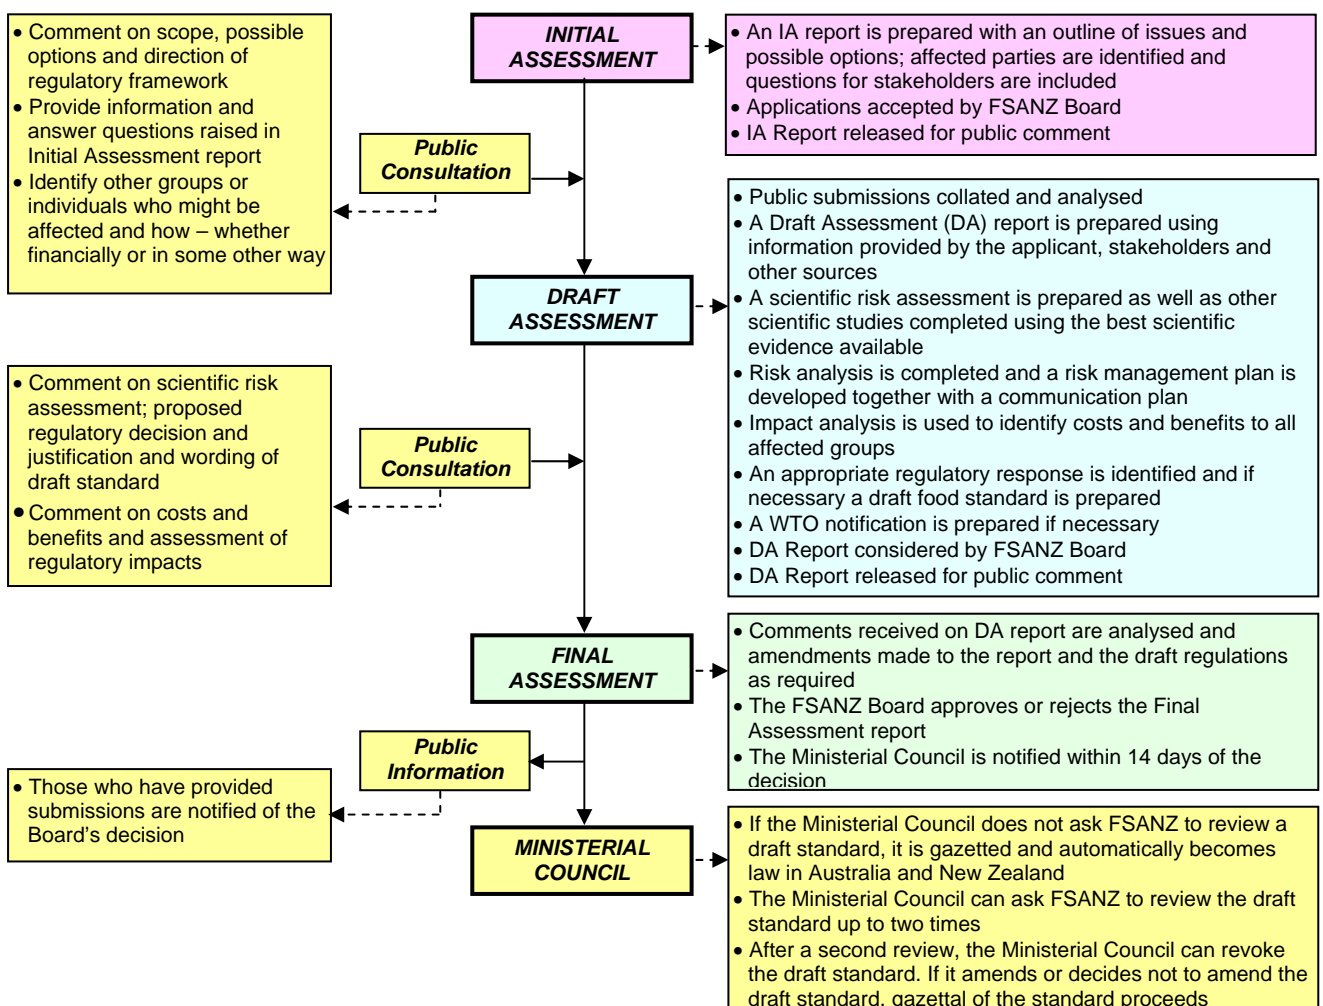 • Comment on scope, possible
options and direction of
regulatory framework
• Provide information and
answer questions raised in
Initial Assessment report
• Identify other groups or
individuals who might be
affected and how – whether
financially or in some other way
INITIAL
ASSESSMENT
• An IA report is prepared with an outline of issues and
possible options; affected parties are identified and
questions for stakeholders are included
• Applications accepted by FSANZ Board
• IA Report released for public comment
Public
Consultation
DRAFT
ASSESSMENT
• Public submissions collated and analysed
• A Draft Assessment (DA) report is prepared using
information provided by the applicant, stakeholders and
other sources
• A scientific risk assessment is prepared as well as other
scientific studies completed using the best scientific
evidence available
• Risk analysis is completed and a risk management plan is
developed together with a communication plan
• Impact analysis is used to identify costs and benefits to all
affected groups
• An appropriate regulatory response is identified and if
necessary a draft food standard is prepared
• A WTO notification is prepared if necessary
• DA Report considered by FSANZ Board
• DA Report released for public comment
• Comment on scientific risk
assessment; proposed
regulatory decision and
justification and wording of
draft standard
• Comment on costs and
benefits and assessment of
regulatory impacts
Public
Consultation
FINAL
ASSESSMENT
• Comments received on DA report are analysed and
amendments made to the report and the draft regulations
as required
• The FSANZ Board approves or rejects the Final
Assessment report
• The Ministerial Council is notified within 14 days of the
decision
Public
Information
• Those who have provided
submissions are notified of the
Board's decision
MINISTERIAL
COUNCIL
• If the Ministerial Council does not ask FSANZ to review a
draft standard, it is gazetted and automatically becomes
law in Australia and New Zealand
• The Ministerial Council can ask FSANZ to review the draft
standard up to two times
• After a second review, the Ministerial Council can revoke
the draft standard. If it amends or decides not to amend the
draft standard, gazettal of the standard proceeds